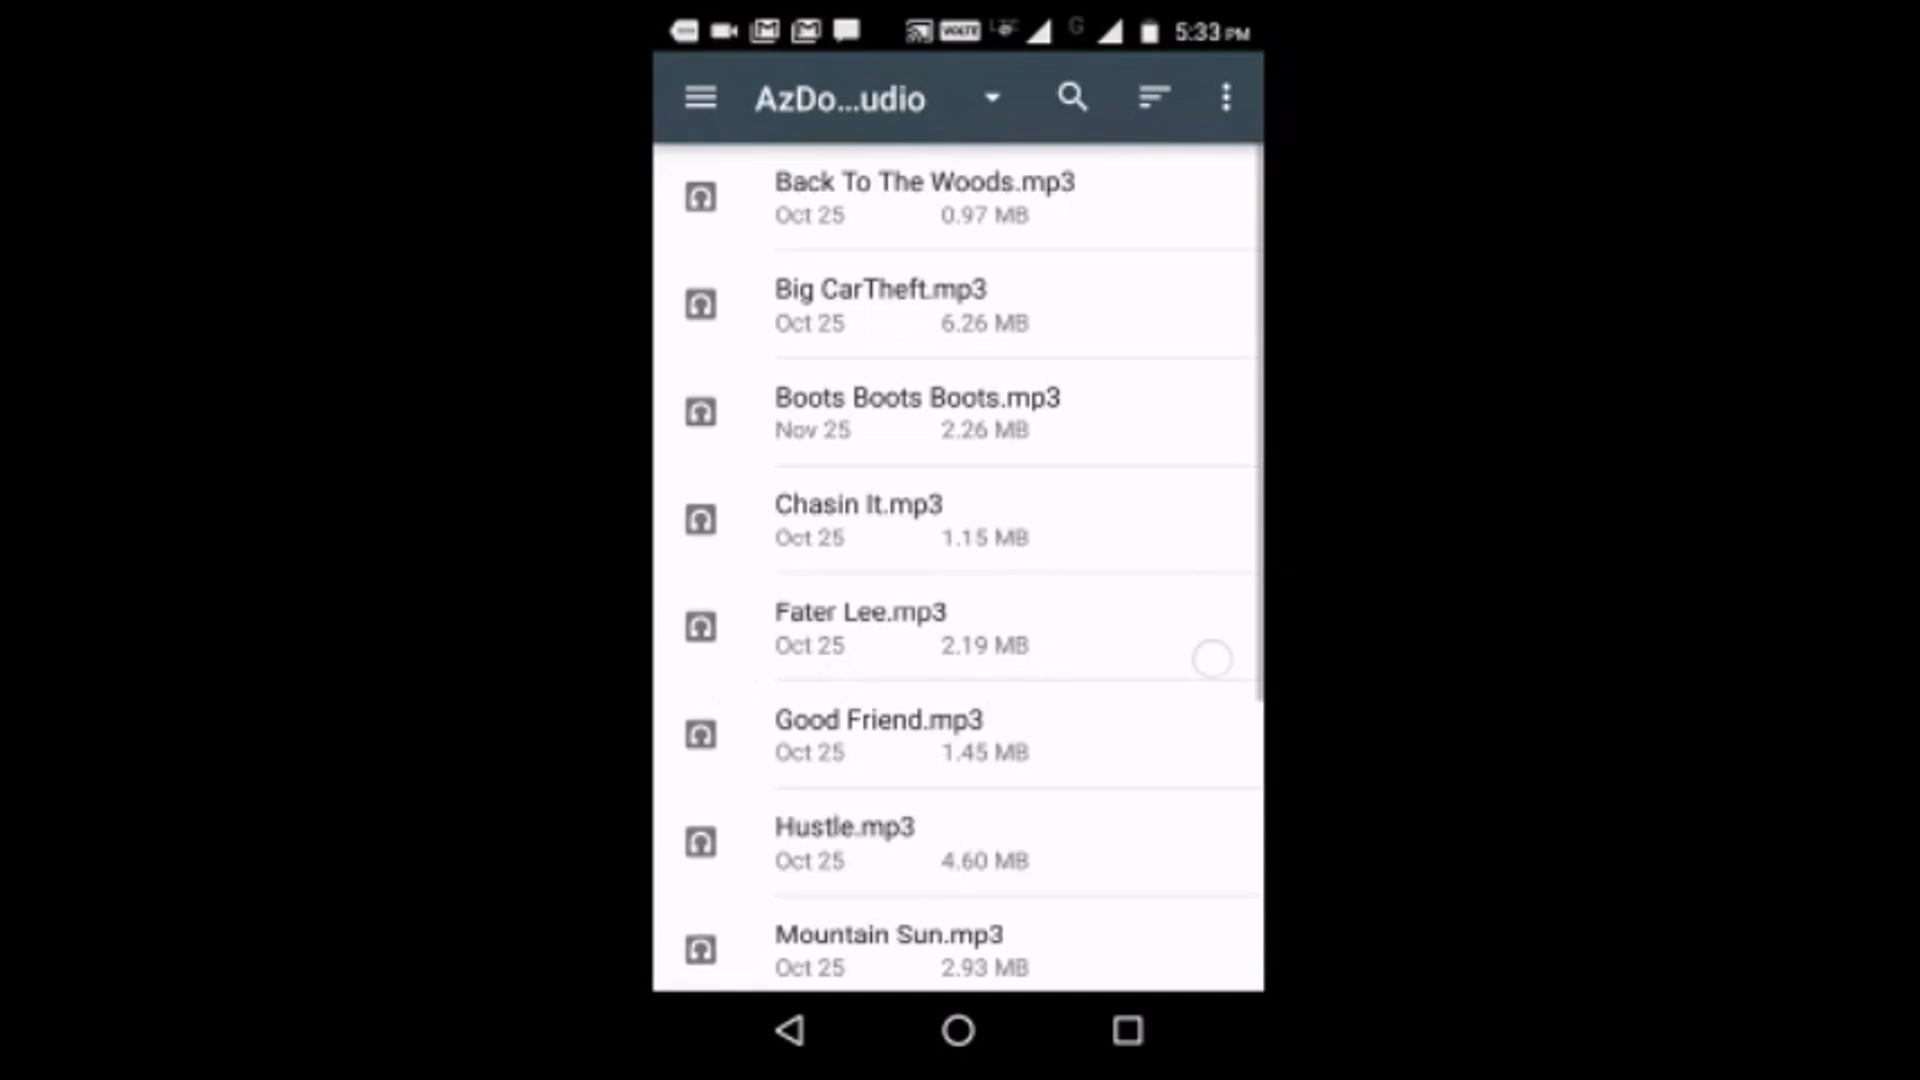 VoLTE G 5:33 PM
AzDo...udio
Back To The Woods.mp3
Oct 25 0.97 MB
Big CarTheft.mp3
Oct 25 6.26 MB
Boots Boots Boots.mp3
Nov 25 2.26 MB
Chasin It.mp3
Oct 25 1.15 MB
Fater Lee.mp3
Oct 25 2.19 MB
Good Friend.mp3
Oct 25 1.45 MB
Hustle.mp3
Oct 25 4.60 MB
Mountain Sun.mp3
Oct 25 2.93 MB